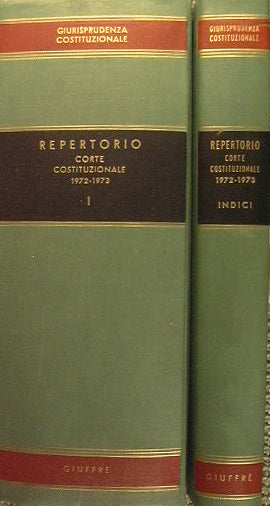 GIURISPRUDENZA
COSTITUZIONALE
REPERTORIO
CORTE
COSTITUZIONALE
1972-1973
I
GIUFFRÈ
GIURISPRUDENZA
COSTITUZIONALE
REPERTORIO
CORTE
COSTITUZIONALE
1972-1973
INDICI
GIUFFRÈ